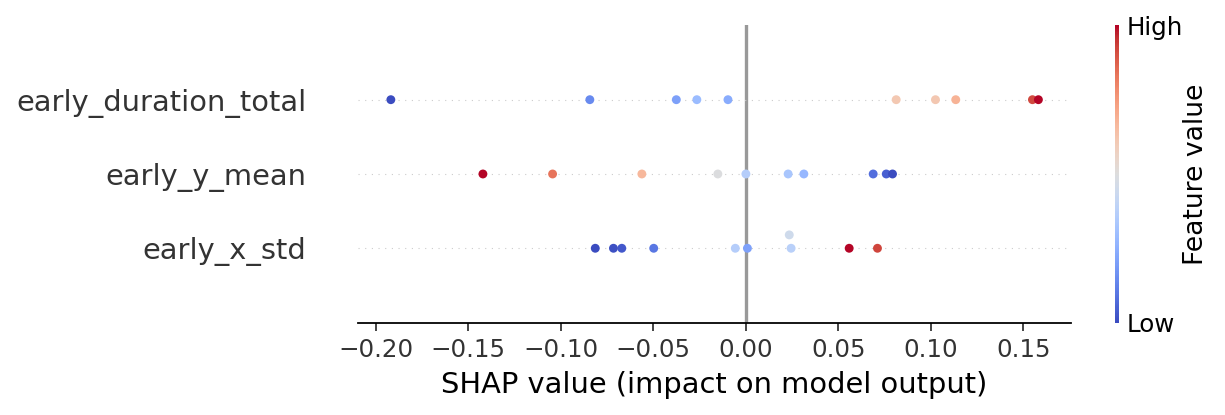 High
early_duration_total
early_y_mean
early_x_std
Feature value
Low
−0.20 −0.15 −0.10 −0.05 0.00 0.05 0.10 0.15
SHAP value (impact on model output)